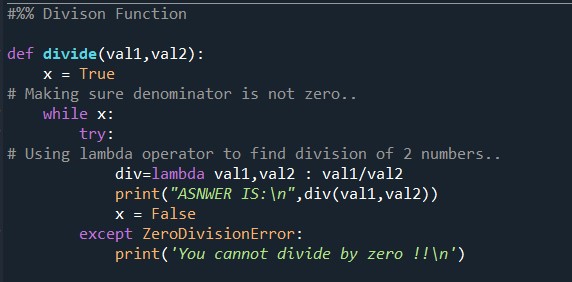 #%% Divison Function
def divide(val1,val2):
    x = True
# Making sure denominator is not zero..
    while x:
        try:
# Using lambda operator to find division of 2 numbers..
            div=lambda val1,val2 : val1/val2
            print("ASNWER IS:\n",div(val1,val2))
            x = False
        except ZeroDivisionError:
            print('You cannot divide by zero !!\n')